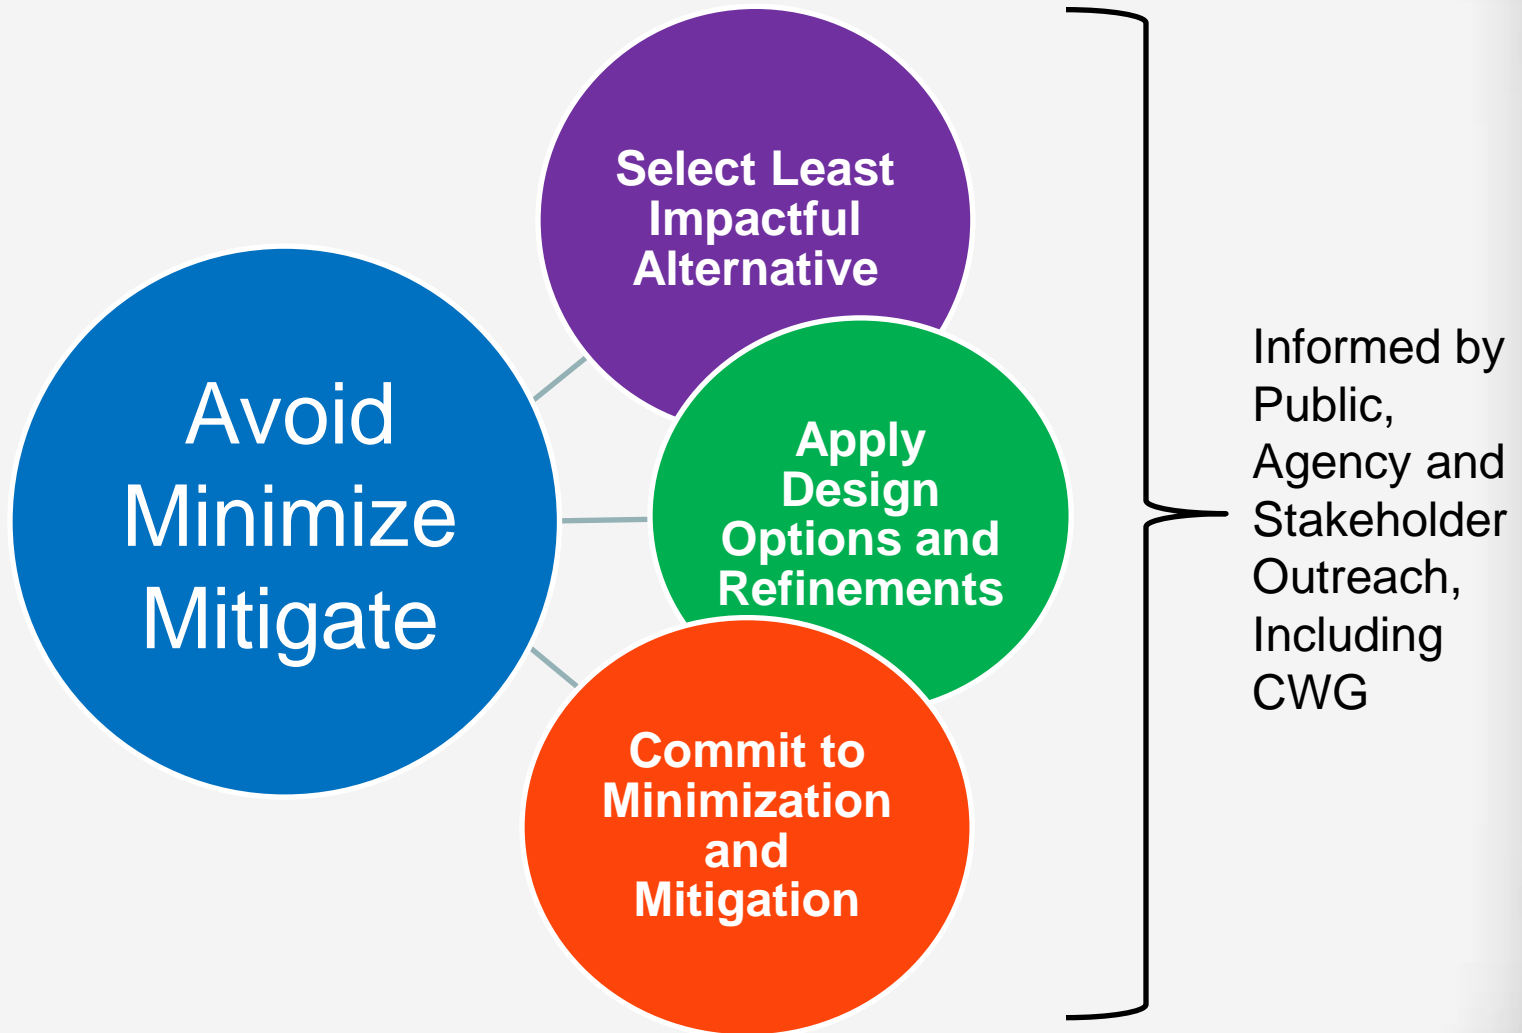 Avoid
Minimize
Mitigate
Select Least
Impactful
Alternative
Apply
Design
Options and
Refinements
Commit to
Minimization
and
Mitigation
Informed by
Public,
Agency and
Stakeholder
Outreach,
Including
CWG